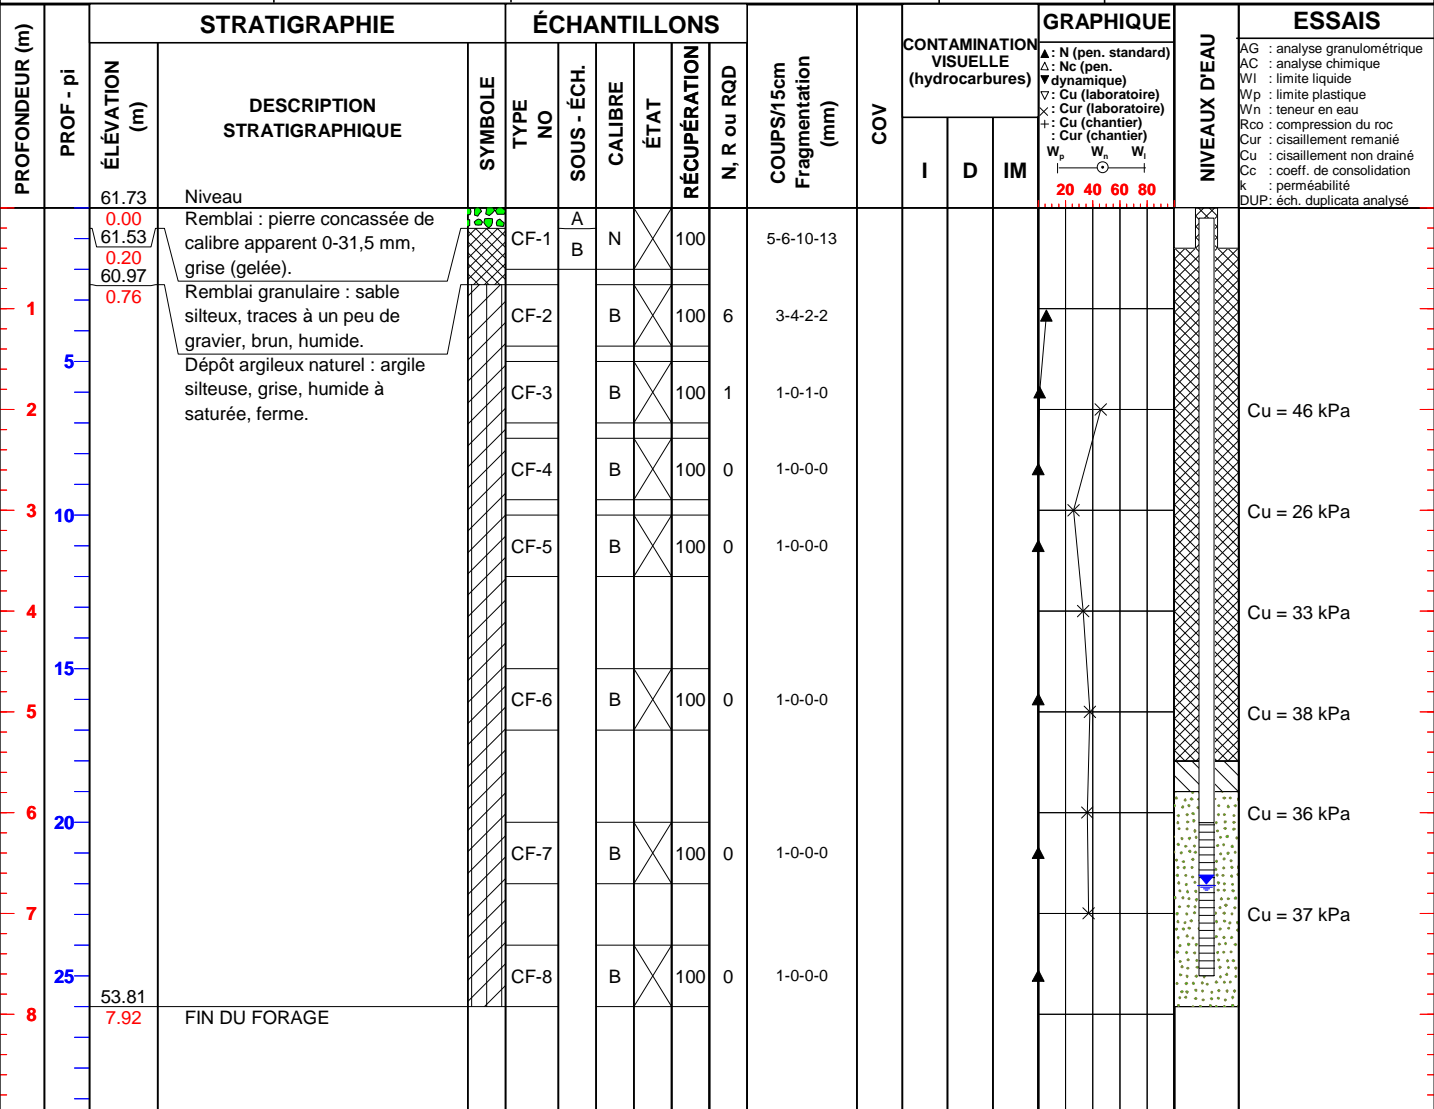 STRATIGRAPHIE
ÉCHANTILLONS
GRAPHIQUE
ESSAIS
PROFONDEUR (m)
PROF - pi
ÉLÉVATION
(m)
DESCRIPTION
STRATIGRAPHIQUE
SYMBOLE
TYPE
NO
SOUS - ÉCH.
CALIBRE
ÉTAT
RÉCUPÉRATION
N, R ou RQD
COUPS/15cm
Fragmentation
(mm)
COV
CONTAMINATION
VISUELLE
(hydrocarbures)
I D IM
▲: N (pen. standard)
△: Nc (pen.
▼dynamique)
▽: Cu (laboratoire)
×: Cur (laboratoire)
+: Cu (chantier)
: Cur (chantier)
Wp Wn Wl
20 40 60 80
NIVEAUX D'EAU
AG : analyse granulométrique
AC : analyse chimique
Wl : limite liquide
Wp : limite plastique
Wn : teneur en eau
Rco : compression du roc
Cur : cisaillement remanié
Cu : cisaillement non drainé
Cc : coeff. de consolidation
k : perméabilité
DUP: éch. duplicata analysé
61.73 Niveau
0.00 Remblai : pierre concassée de
61.53 calibre apparent 0-31,5 mm,
0.20 grise (gelée).
60.97
0.76 Remblai granulaire : sable
silteux, traces à un peu de
gravier, brun, humide.
Dépôt argileux naturel : argile
silteuse, grise, humide à
saturée, ferme.
CF-1 A B N 100 5-6-10-13
1
CF-2 B 100 6 3-4-2-2
5
CF-3 B 100 1 1-0-1-0
2 Cu = 46 kPa
CF-4 B 100 0 1-0-0-0
3 10 Cu = 26 kPa
CF-5 B 100 0 1-0-0-0
4 Cu = 33 kPa
15
CF-6 B 100 0 1-0-0-0
5 Cu = 38 kPa
6 20 Cu = 36 kPa
CF-7 B 100 0 1-0-0-0
7 Cu = 37 kPa
25 CF-8 B 100 0 1-0-0-0
53.81
8 7.92 FIN DU FORAGE